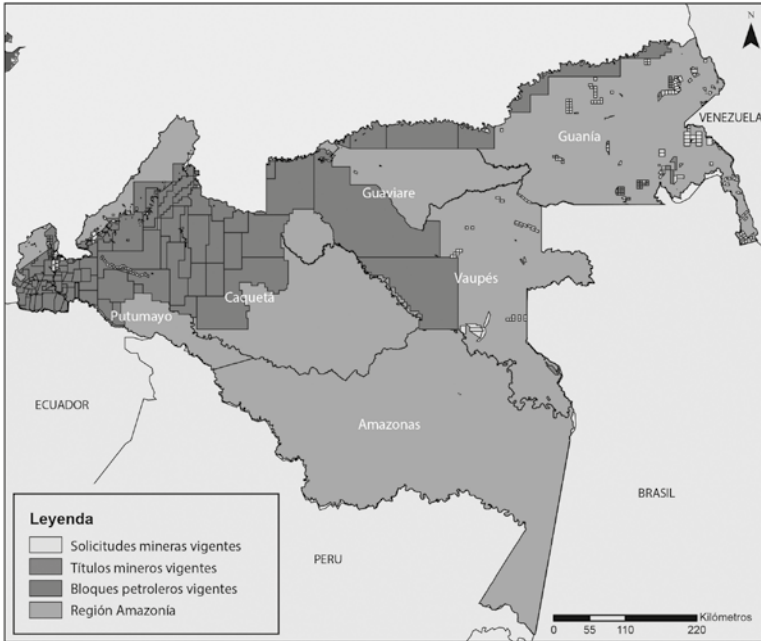 N
VENEZUELA
Guanía
Guaviare
Vaupés
Caquetá
Putumayo
ECUADOR
Amazonas
BRASIL
PERU
Leyenda
Solicitudes mineras vigentes
Títulos mineros vigentes
Bloques petroleros vigentes
Región Amazonía
Kilómetros
0 55 110 220